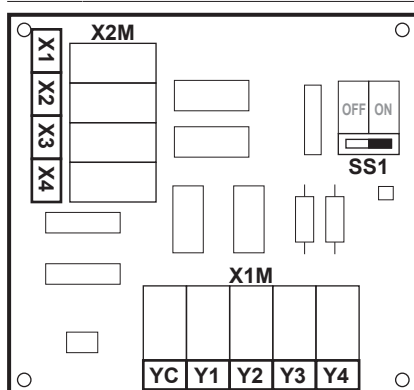 X2M
X1
X2
X3
X4
OFF ON
SS1
X1M
YC Y1 Y2 Y3 Y4